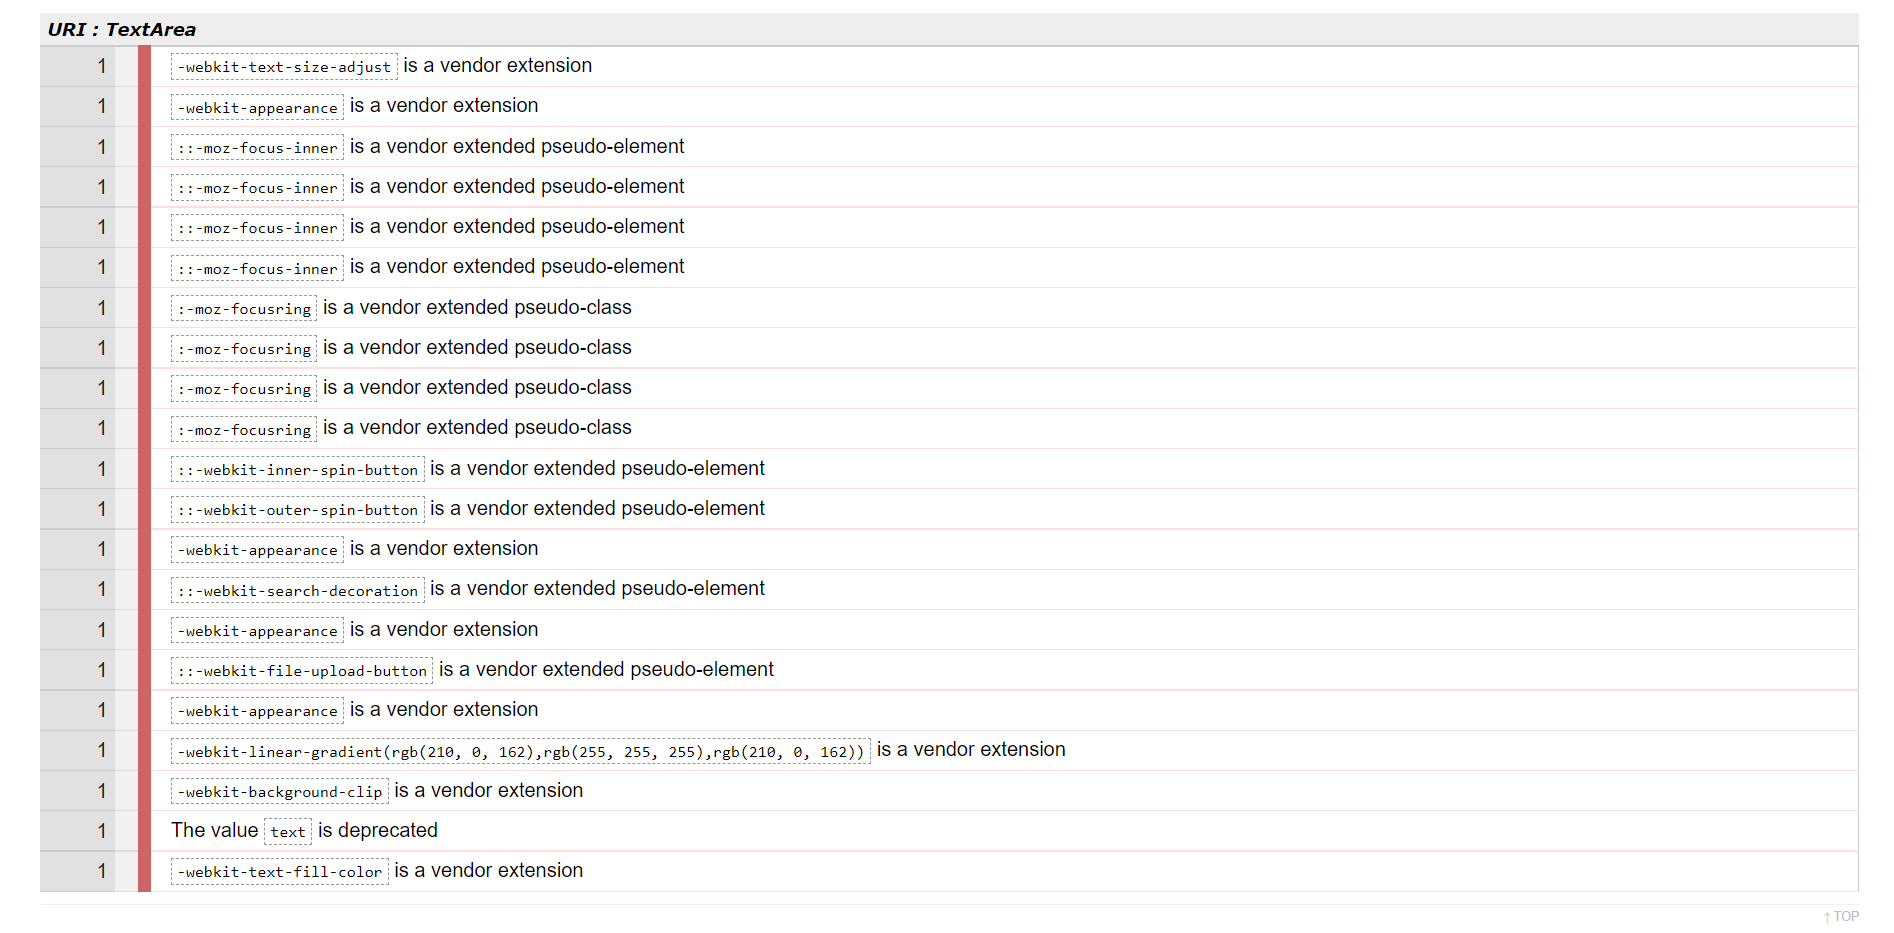 URI : TextArea
1 -webkit-text-size-adjust is a vendor extension
1 -webkit-appearance is a vendor extension
1 ::-moz-focus-inner is a vendor extended pseudo-element
1 ::-moz-focus-inner is a vendor extended pseudo-element
1 ::-moz-focus-inner is a vendor extended pseudo-element
1 ::-moz-focus-inner is a vendor extended pseudo-element
1 :-moz-focusring is a vendor extended pseudo-class
1 :-moz-focusring is a vendor extended pseudo-class
1 :-moz-focusring is a vendor extended pseudo-class
1 :-moz-focusring is a vendor extended pseudo-class
1 ::-webkit-inner-spin-button is a vendor extended pseudo-element
1 ::-webkit-outer-spin-button is a vendor extended pseudo-element
1 -webkit-appearance is a vendor extension
1 ::-webkit-search-decoration is a vendor extended pseudo-element
1 -webkit-appearance is a vendor extension
1 ::-webkit-file-upload-button is a vendor extended pseudo-element
1 -webkit-appearance is a vendor extension
1 -webkit-linear-gradient(rgb(210, 0, 162),rgb(255, 255, 255),rgb(210, 0, 162)) is a vendor extension
1 -webkit-background-clip is a vendor extension
1 The value text is deprecated
1 -webkit-text-fill-color is a vendor extension
↑ TOP